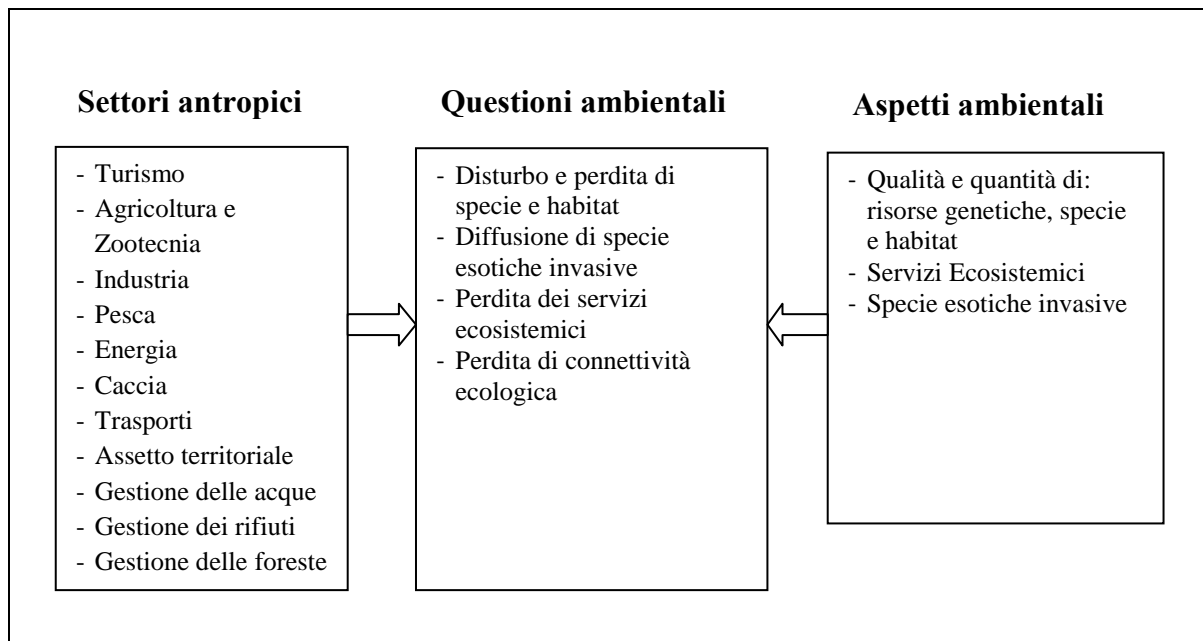 Settori antropici
- Turismo
- Agricoltura e
Zootecnia
- Industria
- Pesca
- Energia
- Caccia
- Trasporti
- Assetto territoriale
- Gestione delle acque
- Gestione dei rifiuti
- Gestione delle foreste
Questioni ambientali
- Disturbo e perdita di
specie e habitat
- Diffusione di specie
esotiche invasive
- Perdita dei servizi
ecosistemici
- Perdita di connettività
ecologica
Aspetti ambientali
- Qualità e quantità di:
risorse genetiche, specie
e habitat
- Servizi Ecosistemici
- Specie esotiche invasive